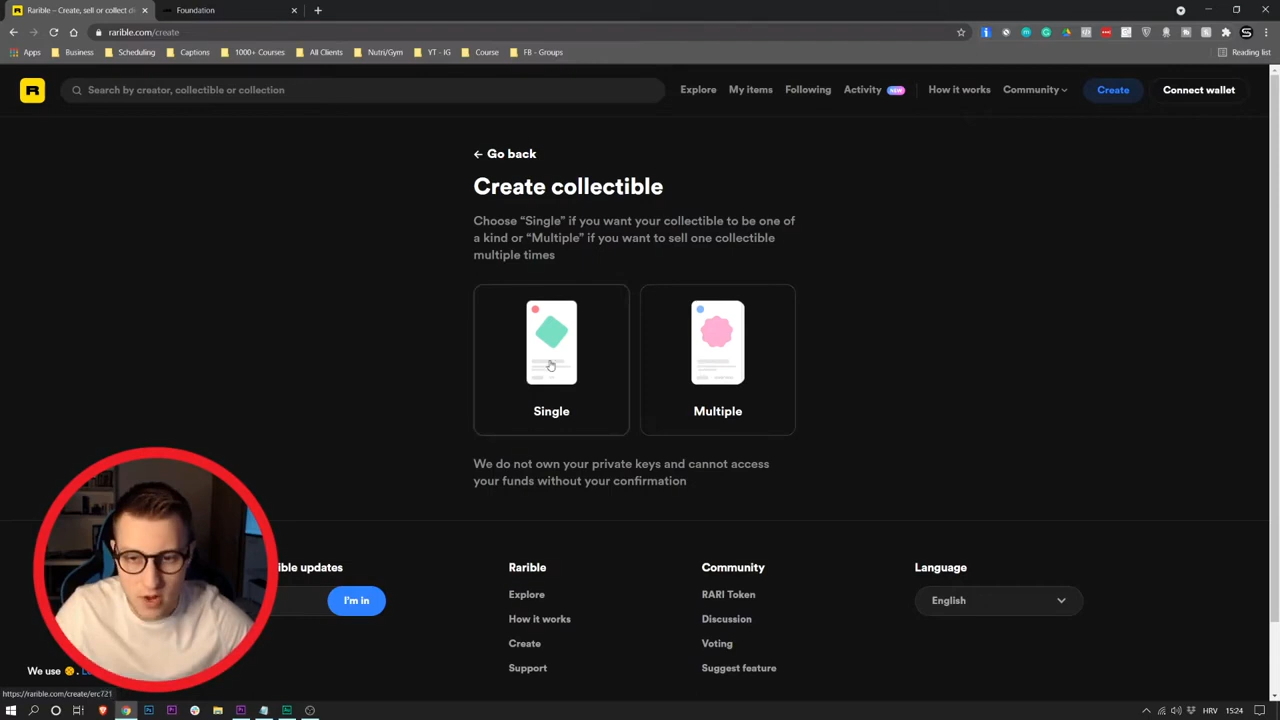 Rarible – Create, sell or collect di
Foundation
rarible.com/create
Apps
Business
Scheduling
Captions
1000+ Courses
All Clients
Nutri/Gym
YT - IG
Course
FB - Groups
Reading list
R
Search by creator, collectible or collection
Explore
My items
Following
Activity
NEW
How it works
Community
Create
Connect wallet
← Go back
Create collectible
Choose “Single” if you want your collectible to be one of
a kind or “Multiple” if you want to sell one collectible
multiple times
Single
Multiple
We do not own your private keys and cannot access
your funds without your confirmation
ible updates
I'm in
Rarible
Explore
How it works
Create
Support
Community
RARI Token
Discussion
Voting
Suggest feature
Language
English
We use 🍪.
https://rarible.com/create/erc721
HRV
15:24